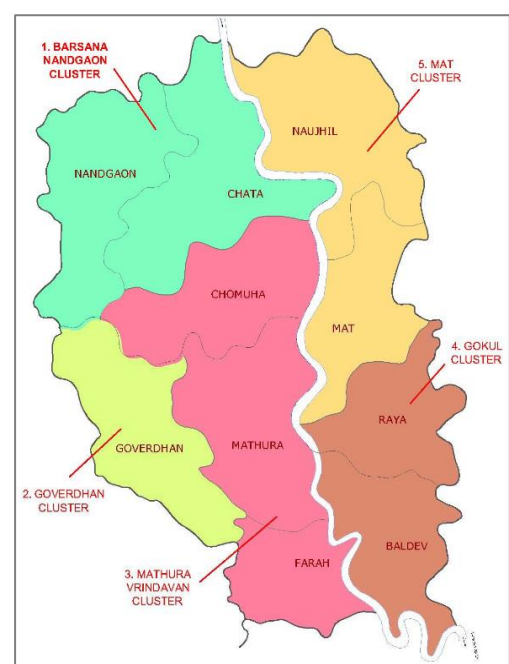 1. BARSANA
NANDGAON
CLUSTER
5. MAT
CLUSTER
NAUJHIL
NANDGAON
CHATA
CHOMUHA
MAT
4. GOKUL
CLUSTER
RAYA
GOVERDHAN
MATHURA
2. GOVERDHAN
CLUSTER
BALDEV
FARAH
3. MATHURA
VRINDAVAN
CLUSTER